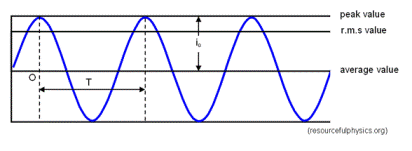 peak value
r.m.s value
i₀
average value
O
T
(resourcefulphysics.org)